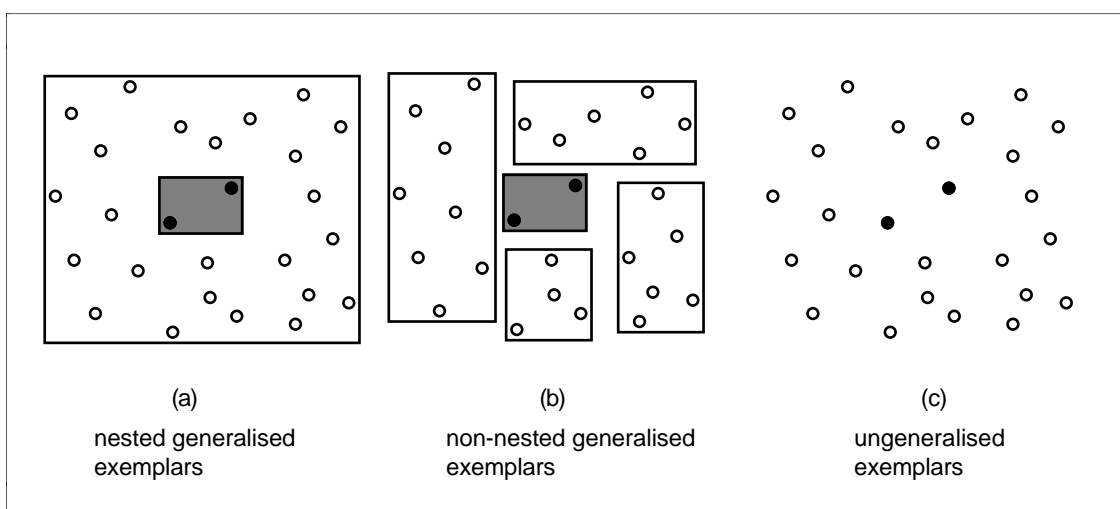 (a)
nested generalised
exemplars
(b)
non-nested generalised
exemplars
(c)
ungeneralised
exemplars